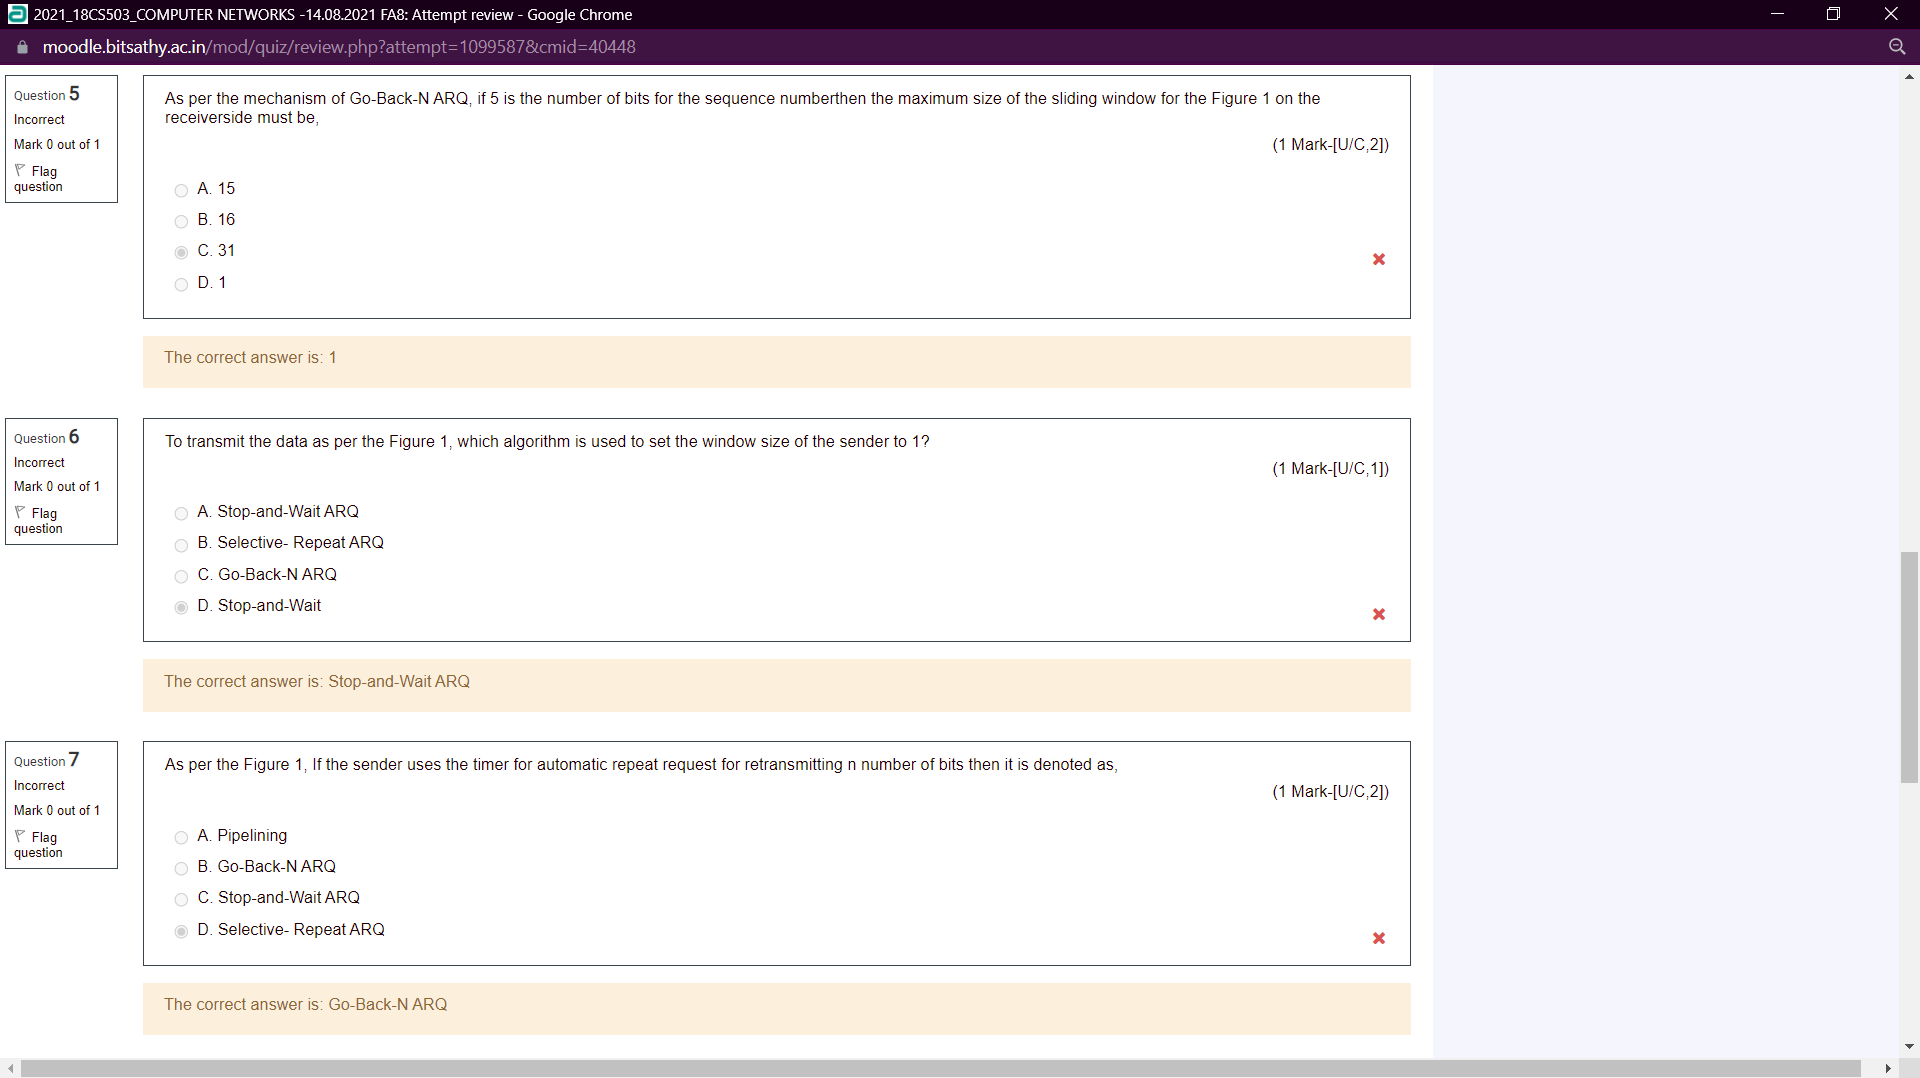 2021_18CS503_COMPUTER NETWORKS -14.08.2021 FA8: Attempt review - Google Chrome
moodle.bitsathy.ac.in/mod/quiz/review.php?attempt=1099587&cmid=40448
Question 5
Incorrect
Mark 0 out of 1
Flag
question
As per the mechanism of Go-Back-N ARQ, if 5 is the number of bits for the sequence numberthen the maximum size of the sliding window for the Figure 1 on the
receiverside must be,
(1 Mark-[U/C,2])
A. 15
B. 16
C. 31
D. 1
The correct answer is: 1
Question 6
Incorrect
Mark 0 out of 1
Flag
question
To transmit the data as per the Figure 1, which algorithm is used to set the window size of the sender to 1?
(1 Mark-[U/C,1])
A. Stop-and-Wait ARQ
B. Selective- Repeat ARQ
C. Go-Back-N ARQ
D. Stop-and-Wait
The correct answer is: Stop-and-Wait ARQ
Question 7
Incorrect
Mark 0 out of 1
Flag
question
As per the Figure 1, If the sender uses the timer for automatic repeat request for retransmitting n number of bits then it is denoted as,
(1 Mark-[U/C,2])
A. Pipelining
B. Go-Back-N ARQ
C. Stop-and-Wait ARQ
D. Selective- Repeat ARQ
The correct answer is: Go-Back-N ARQ